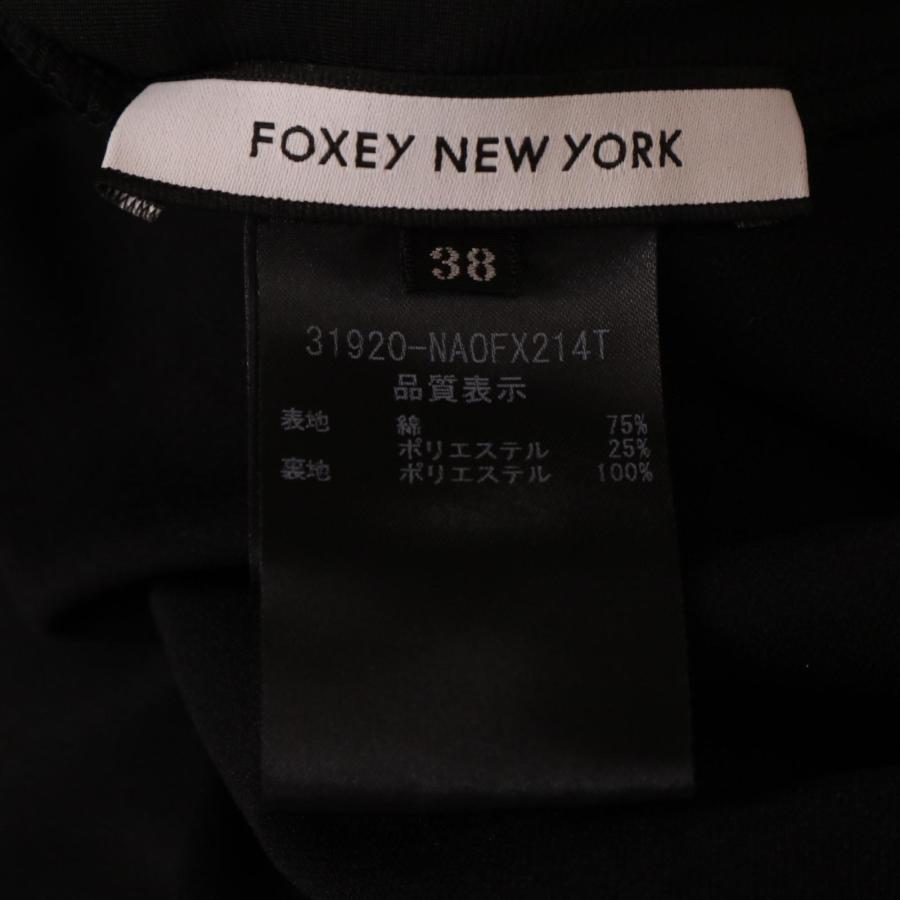 FOXEY NEW YORK
38
31920-NAOFX214T
品質表示
表地 綿 75%
ポリエステル 25%
裏地 ポリエステル 100%